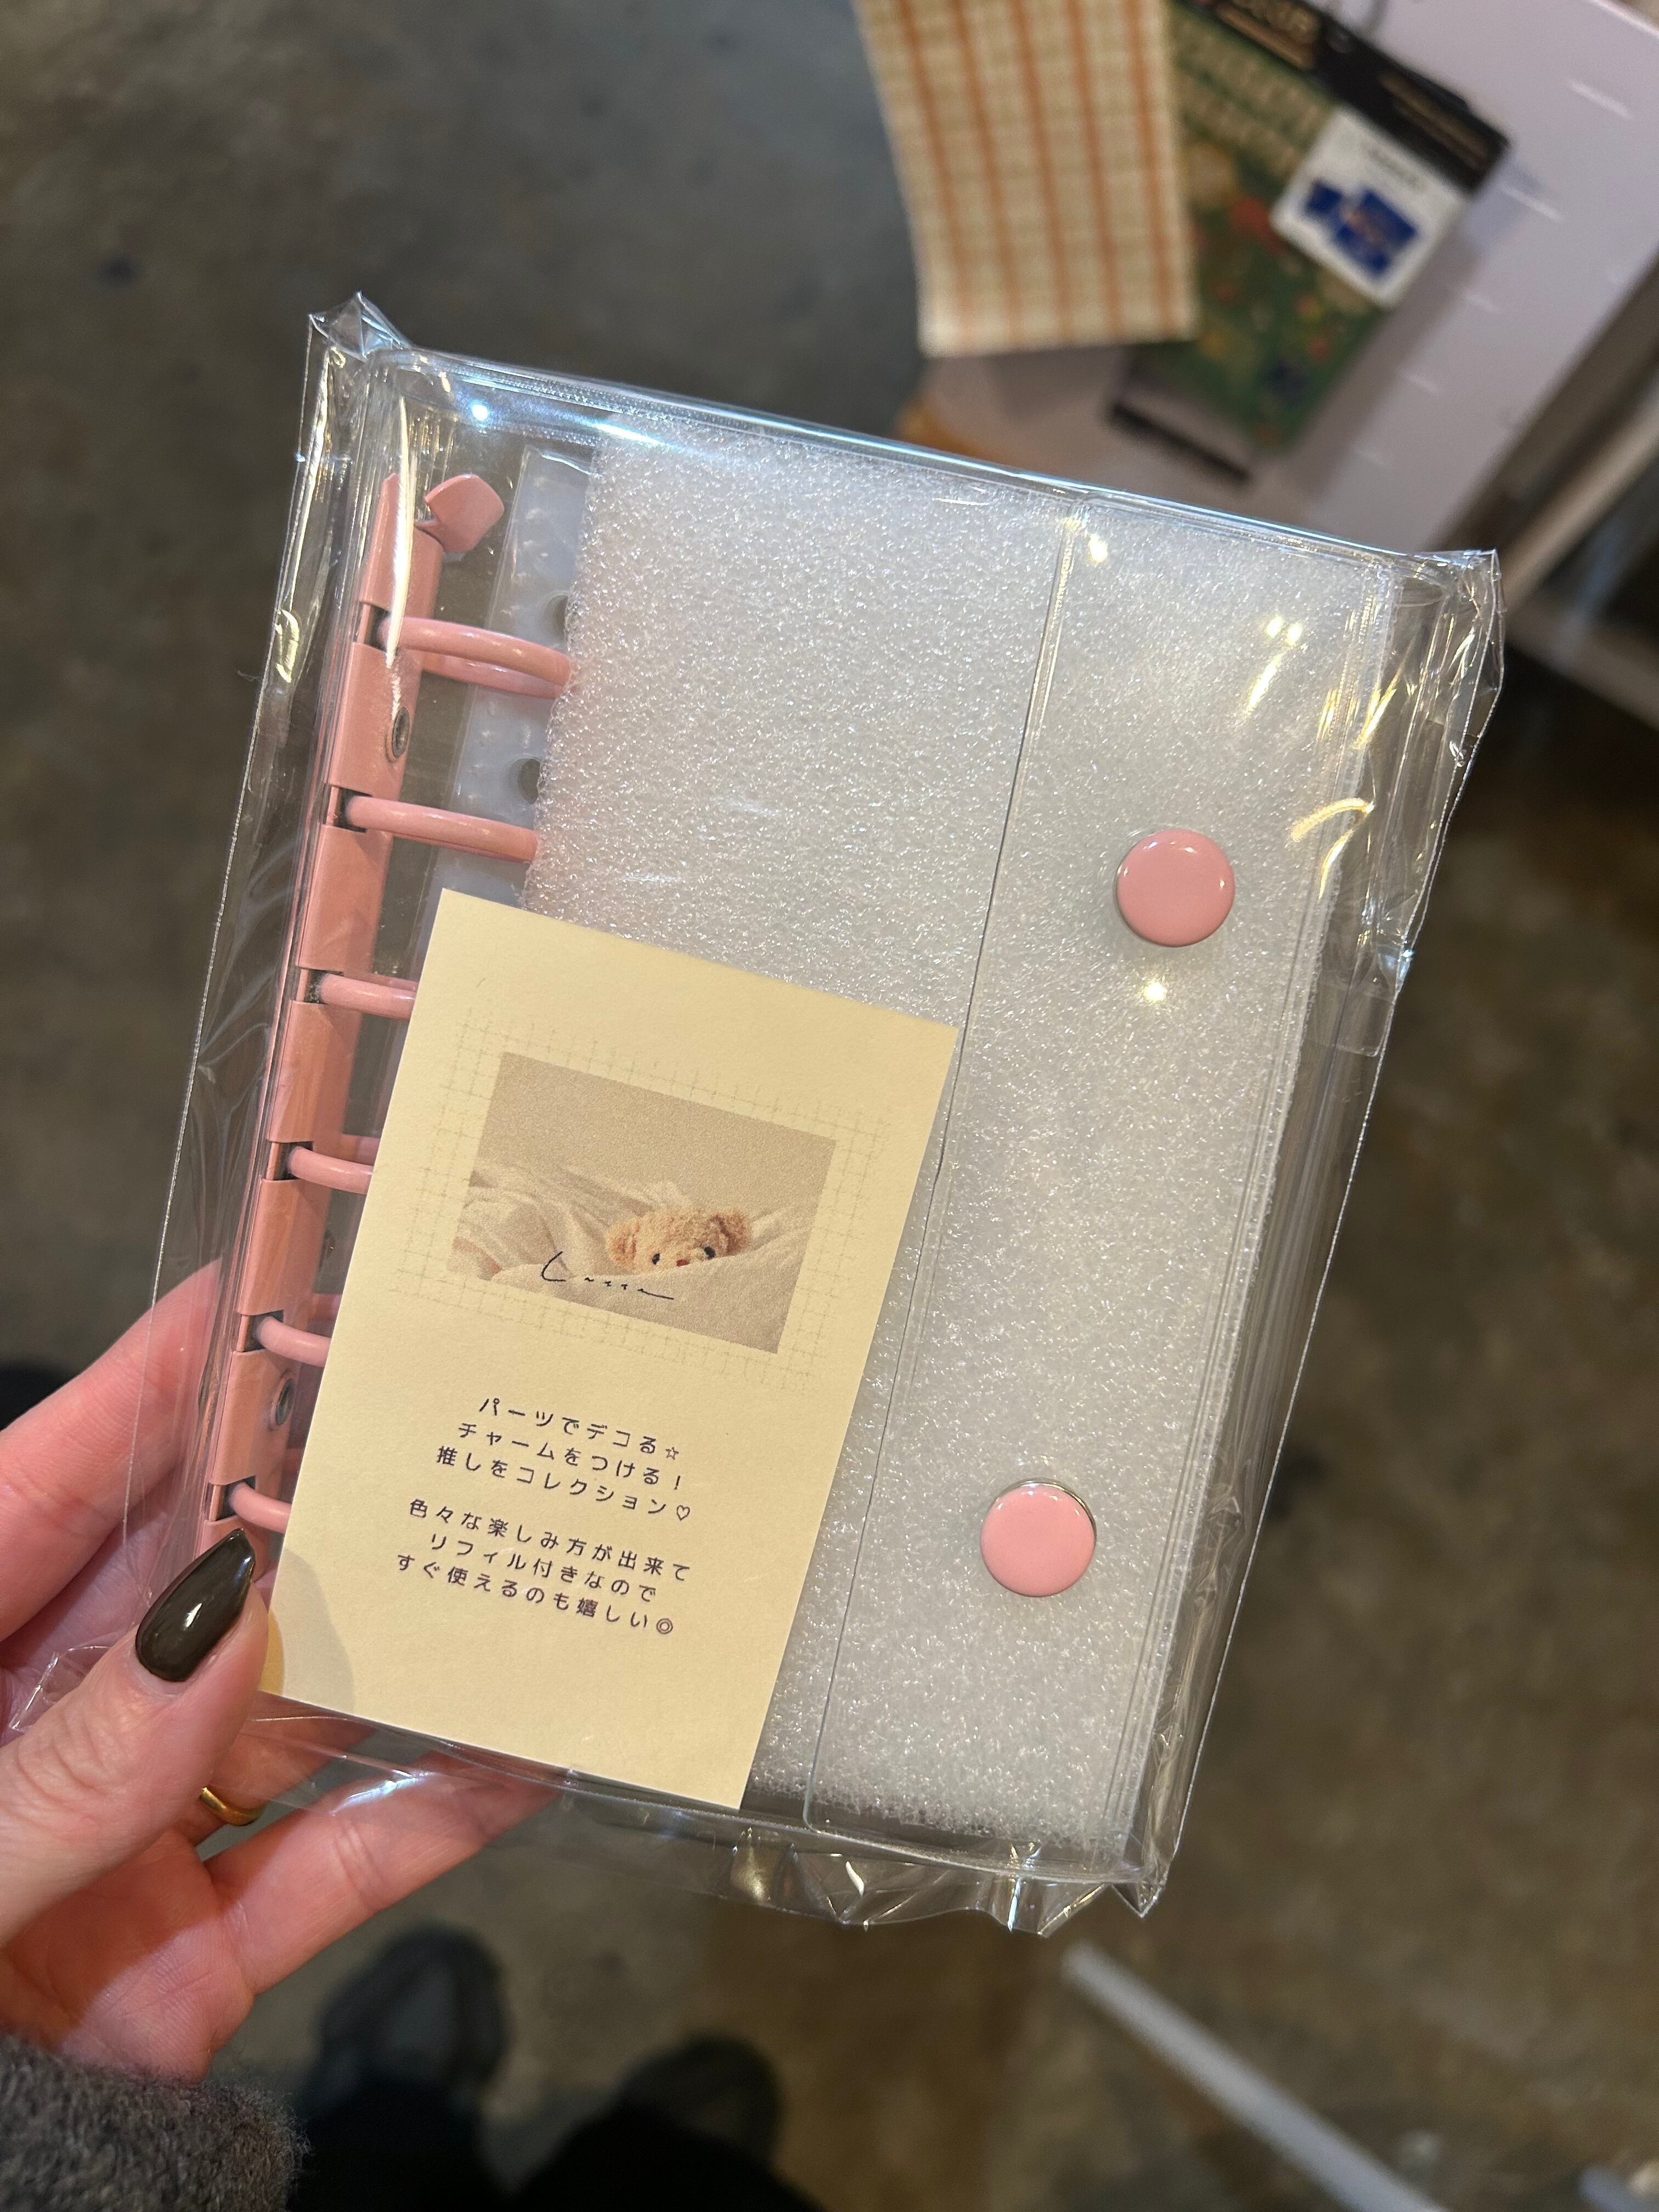 パーツでデコる☆
チャームをつける！
推しをコレクション♡
色々な楽しみ方が出来て
リフィル付きなので
すぐ使えるのも嬉しい◎